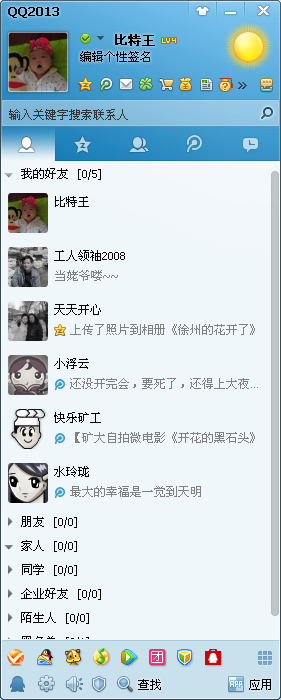 QQ2013
比特王 LV4
编辑个性签名
输入关键字搜索联系人
我的好友 [0/5]
比特王
工人领袖2008
当姥爷喽~~
天天开心
上传了照片到相册《徐州的花开了》
小浮云
还没开完会，要死了，还得上大夜...
快乐矿工
【矿大自拍微电影《开花的黑石头》
水玲珑
最大的幸福是一觉到天明
朋友 [0/0]
家人 [0/0]
同学 [0/0]
企业好友 [0/0]
陌生人 [0/0]
团
查找
APP 应用